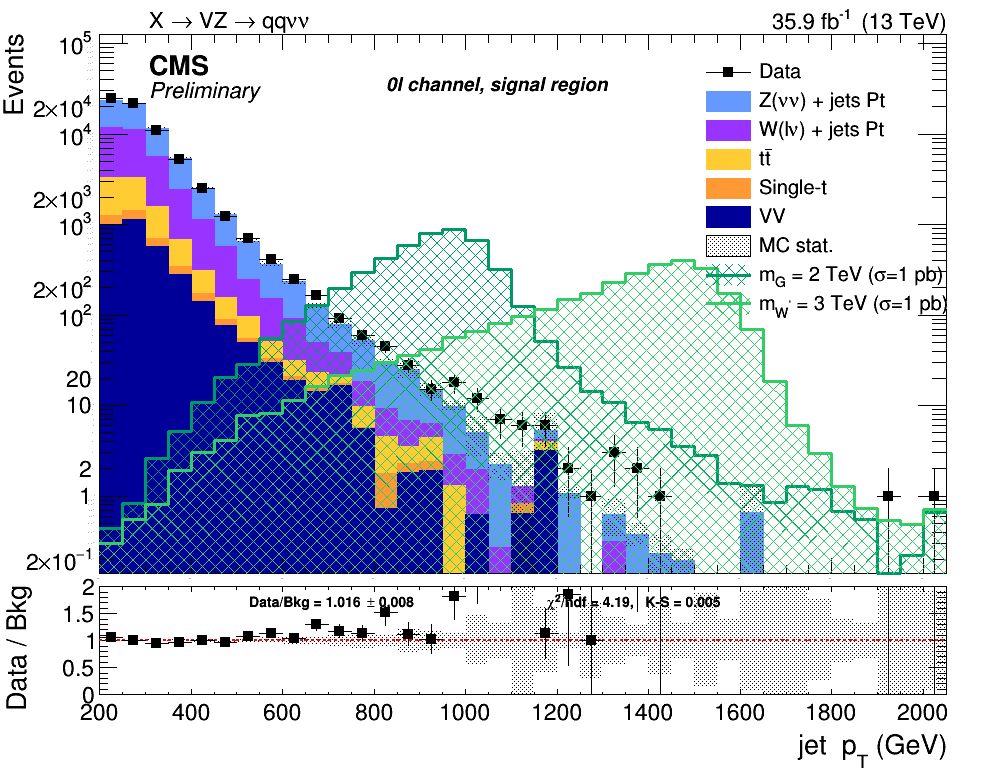 X → VZ → qqνν
35.9 fb⁻¹ (13 TeV)
Events
CMS
Preliminary
0l channel, signal region
Data
Z(νν) + jets Pt
W(lν) + jets Pt
tt̄
Single-t
VV
MC stat.
m_G = 2 TeV (σ=1 pb)
m_W' = 3 TeV (σ=1 pb)
10⁵
2×10⁴
10⁴
2×10³
10³
2×10²
10²
20
10
2
1
2×10⁻¹
Data / Bkg
2
1.5
1
0.5
0
Data/Bkg = 1.016 ± 0.008
χ²/ndf = 4.19, K-S = 0.005
200 400 600 800 1000 1200 1400 1600 1800 2000
jet p_T (GeV)